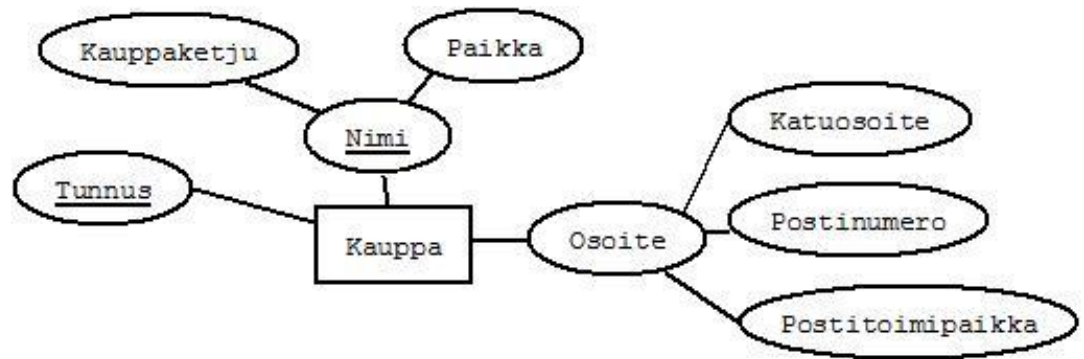 Kauppaketju
Paikka
Nimi
Katuosoite
Tunnus
Postinumero
Kauppa
Osoite
Postitoimipaikka